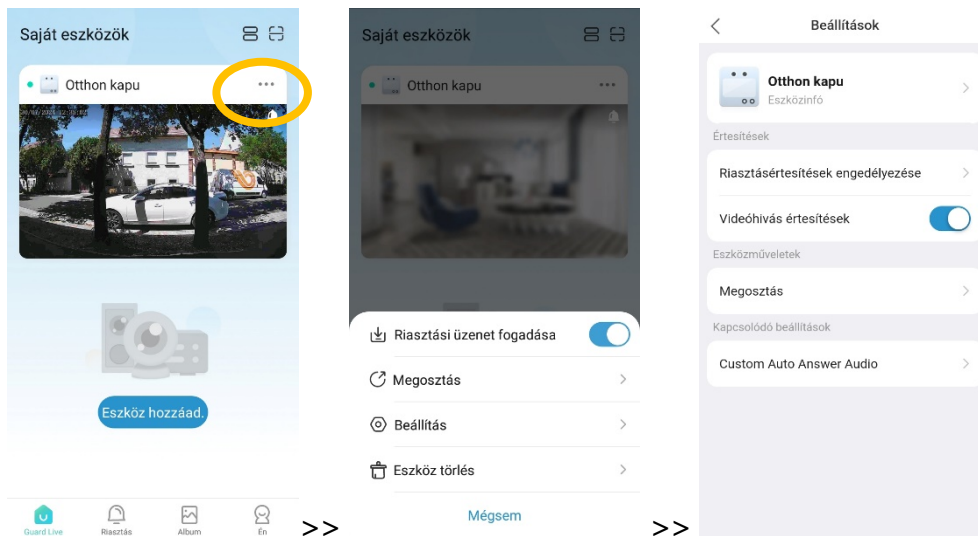 Saját eszközök
Otthon kapu
Eszköz hozzáad.
Guard Live
Riasztás
Album
Én
>>
Saját eszközök
Otthon kapu
Riasztási üzenet fogadása
Megosztás
Beállítás
Eszköz törlés
Mégsem
>>
Beállítások
Otthon kapu
Eszközinfó
Értesítések
Riasztásértesítések engedélyezése
Videóhívás értesítések
Eszközműveletek
Megosztás
Kapcsolódó beállítások
Custom Auto Answer Audio